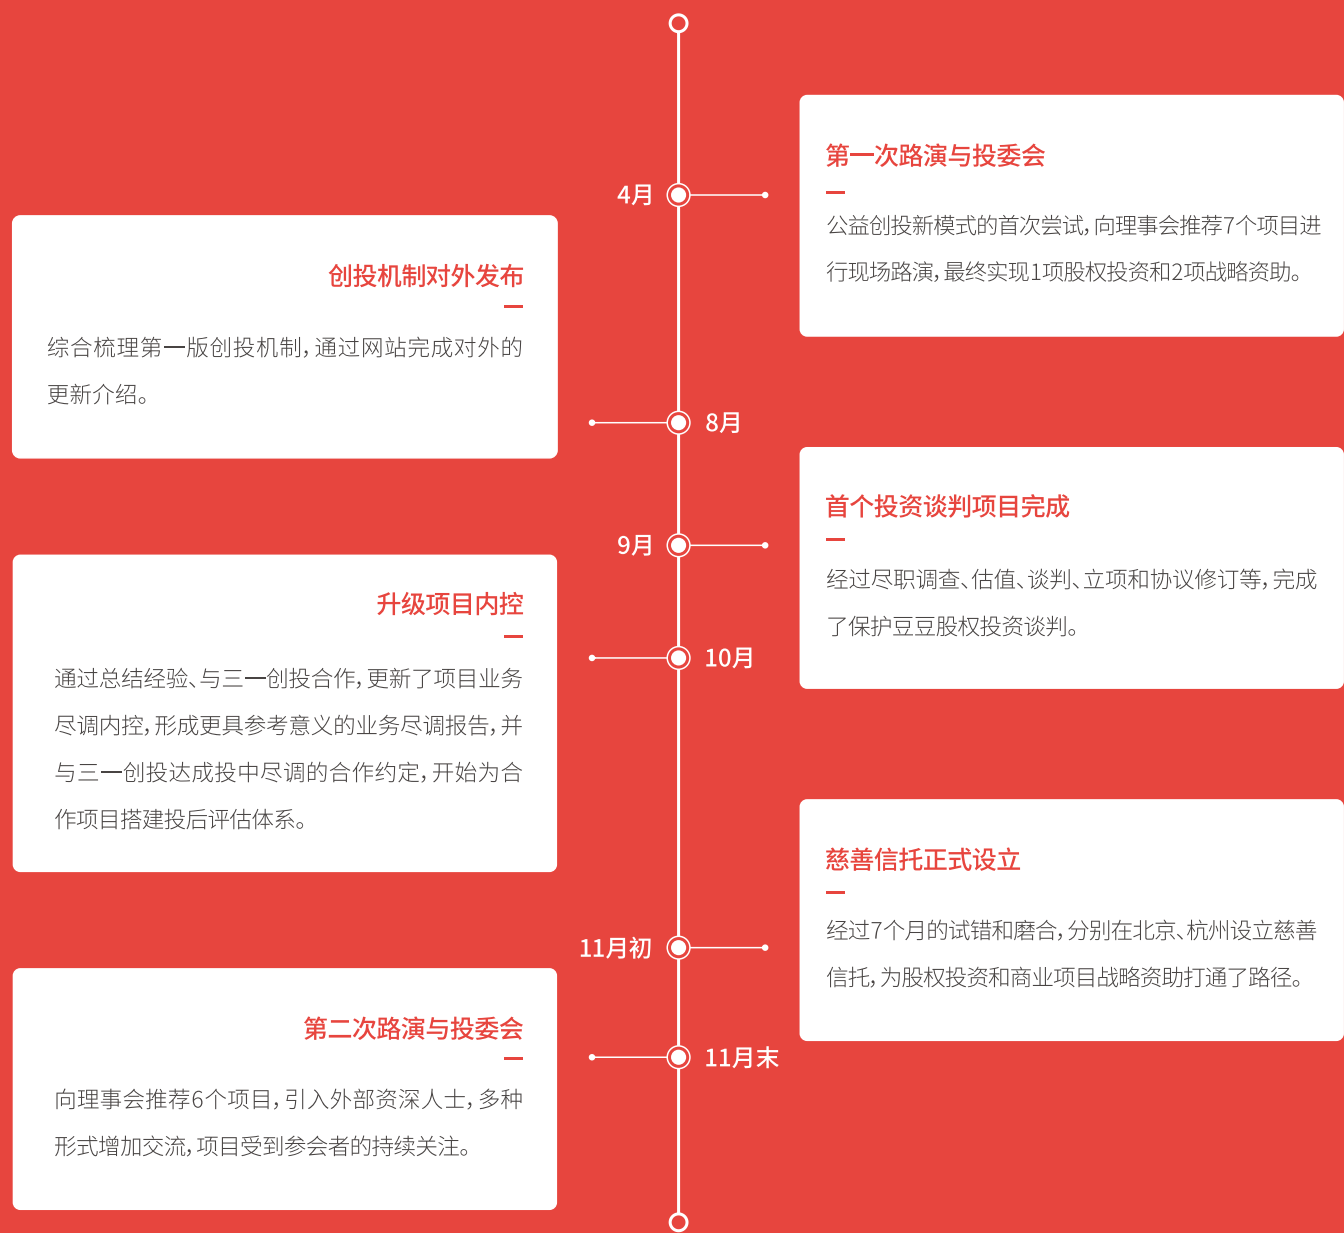 4月
第一次路演与投委会
公益创投新模式的首次尝试，向理事会推荐7个项目进
行现场路演，最终实现1项股权投资和2项战略资助。
8月
创投机制对外发布
综合梳理第一版创投机制，通过网站完成对外的
更新介绍。
9月
首个投资谈判项目完成
经过尽职调查、估值、谈判、立项和协议修订等，完成
了保护豆豆股权投资谈判。
10月
升级项目内控
通过总结经验、与三一创投合作，更新了项目业务
尽调内控，形成更具参考意义的业务尽调报告，并
与三一创投达成投中尽调的合作约定，开始为合
作项目搭建投后评估体系。
11月初
慈善信托正式设立
经过7个月的试错和磨合，分别在北京、杭州设立慈善
信托，为股权投资和商业项目战略资助打通了路径。
11月末
第二次路演与投委会
向理事会推荐6个项目，引入外部资深人士，多种
形式增加交流，项目受到参会者的持续关注。